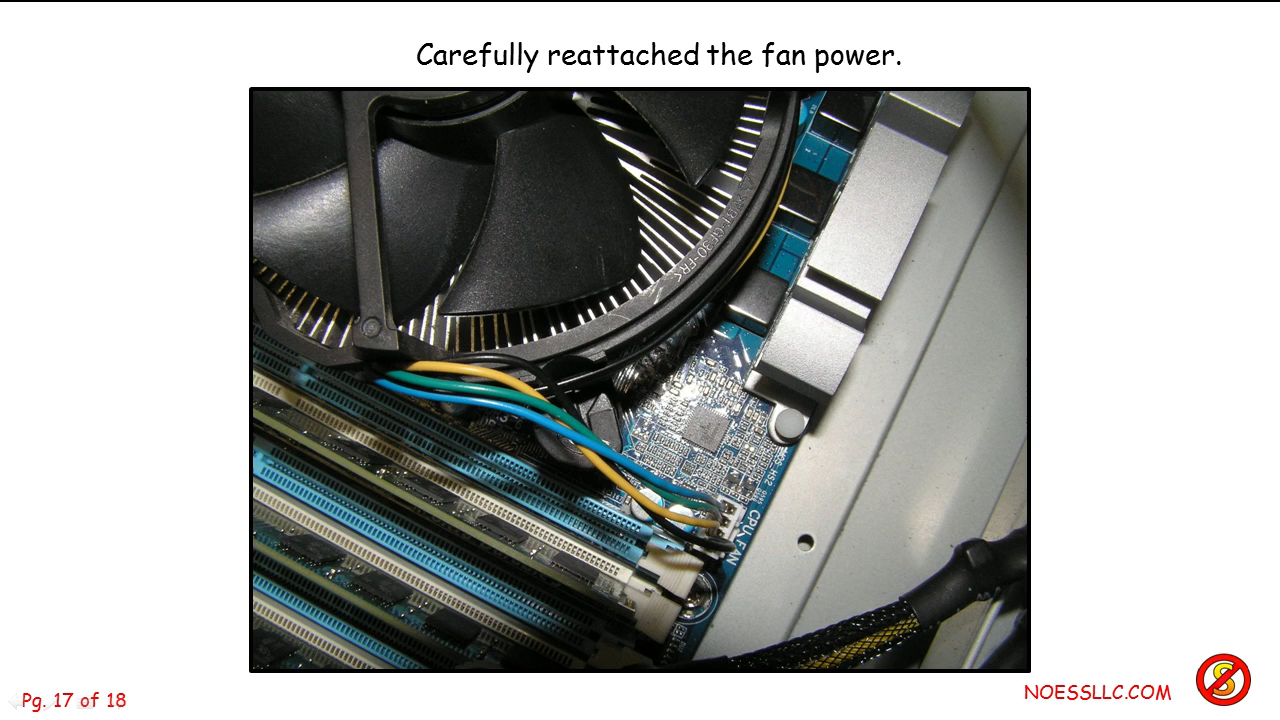 Carefully reattached the fan power.
CPU_FAN
Pg. 17 of 18
NOESSLLC.COM
S